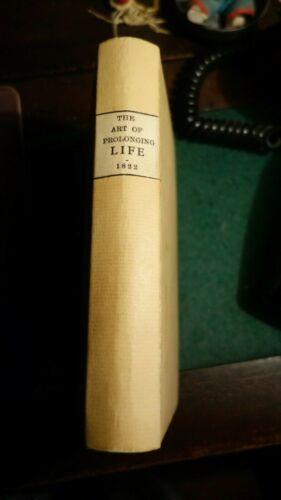 THE
ART OF
PROLONGING
LIFE
-
1822